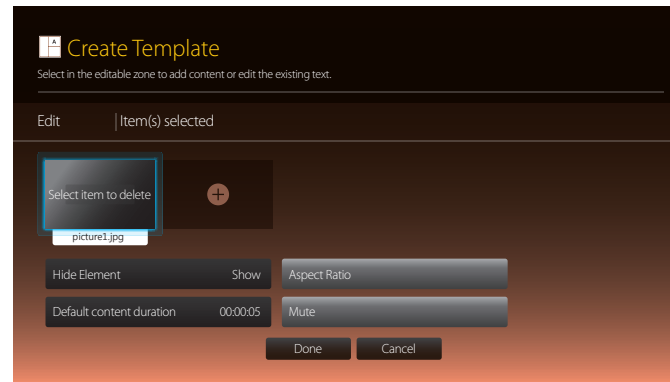 A
Create Template
Select in the editable zone to add content or edit the existing text.
Edit Item(s) selected
Select item to delete
picture1.jpg
Hide Element Show Aspect Ratio
Default content duration 00:00:05 Mute
Done Cancel